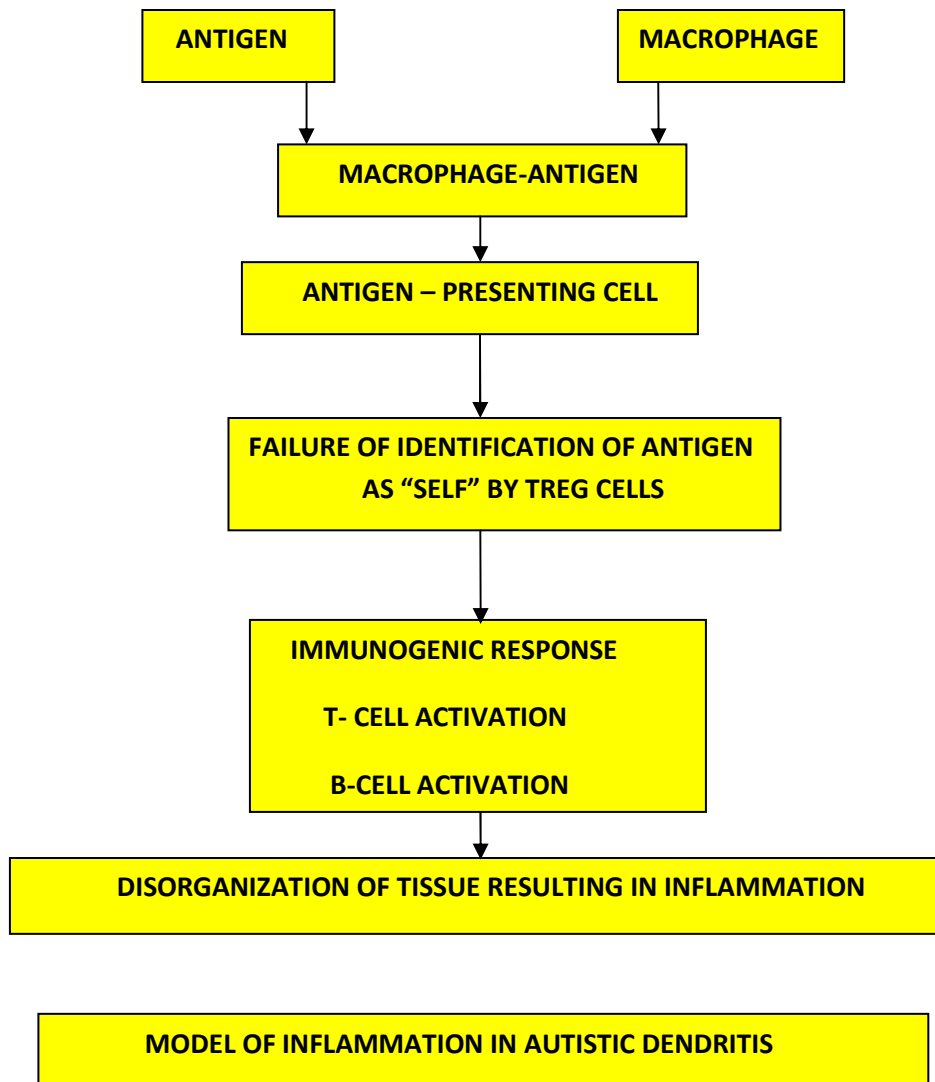 ANTIGEN
MACROPHAGE
MACROPHAGE-ANTIGEN
ANTIGEN – PRESENTING CELL
FAILURE OF IDENTIFICATION OF ANTIGEN
AS “SELF” BY TREG CELLS
IMMUNOGENIC RESPONSE
T- CELL ACTIVATION
B-CELL ACTIVATION
DISORGANIZATION OF TISSUE RESULTING IN INFLAMMATION
MODEL OF INFLAMMATION IN AUTISTIC DENDRITIS